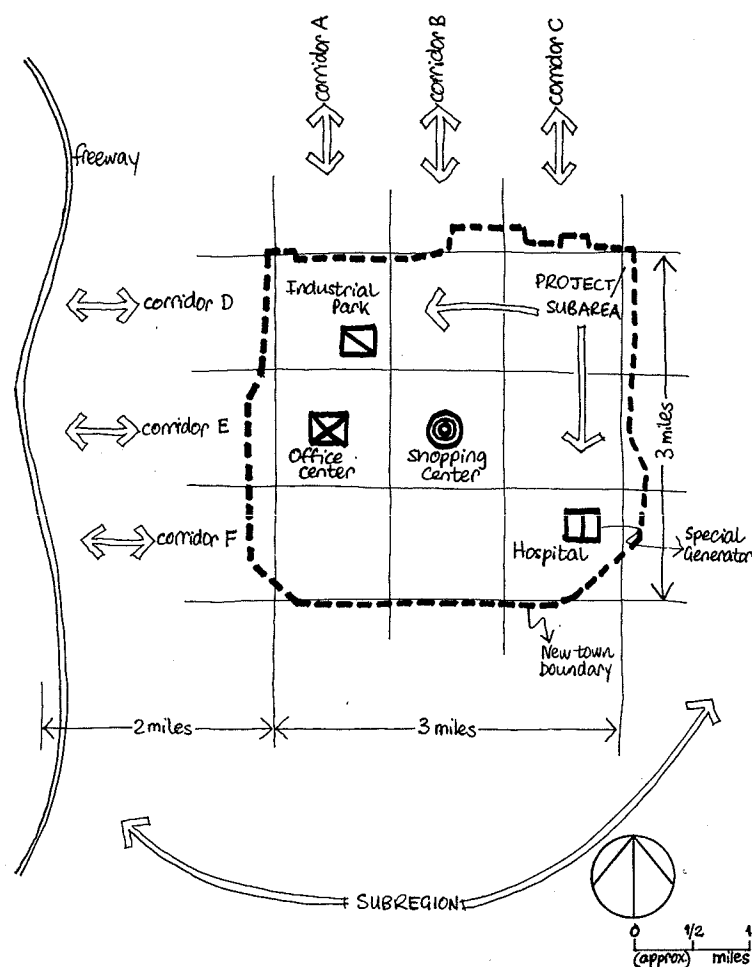 corridor A
corridor B
corridor C
freeway
corridor D
Industrial
Park
PROJECT/
SUBAREA
corridor E
Office
center
Shopping
Center
3 miles
corridor F
Hospital
Special
Generator
New town
boundary
2 miles
3 miles
SUBREGION
0 1/2 1
(approx) miles